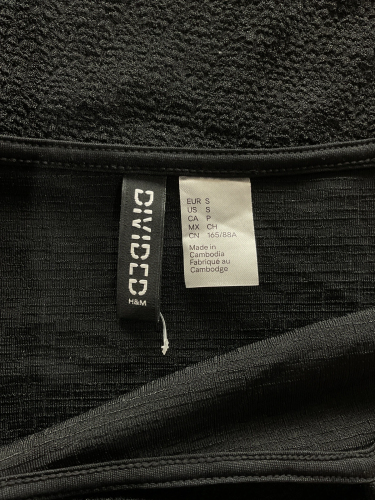 DIVIDED
H&M
EUR S
US S
CA P
MX CH
CN 165/88A
Made in
Cambodia
Fabriqué au
Cambodge